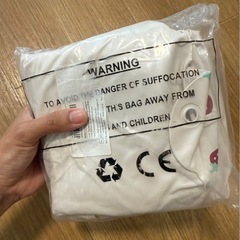 WARNING
TO AVOID THE DANGER OF SUFFOCATION
THIS BAG AWAY FROM
AND CHILDREN
CE